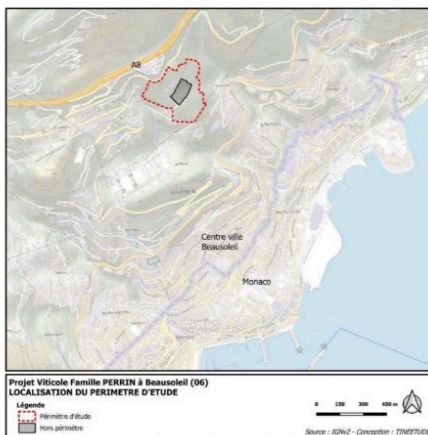 A8
Centre ville
Beausoleil
Monaco
Projet Viticole Famille PERRIN à Beausoleil (06)
LOCALISATION DU PERIMETRE D'ETUDE
Légende
Périmètre d'étude
Hors périmètre
0 150 300 450 m
Source : IGNv2 - Conception : TINEETUDE